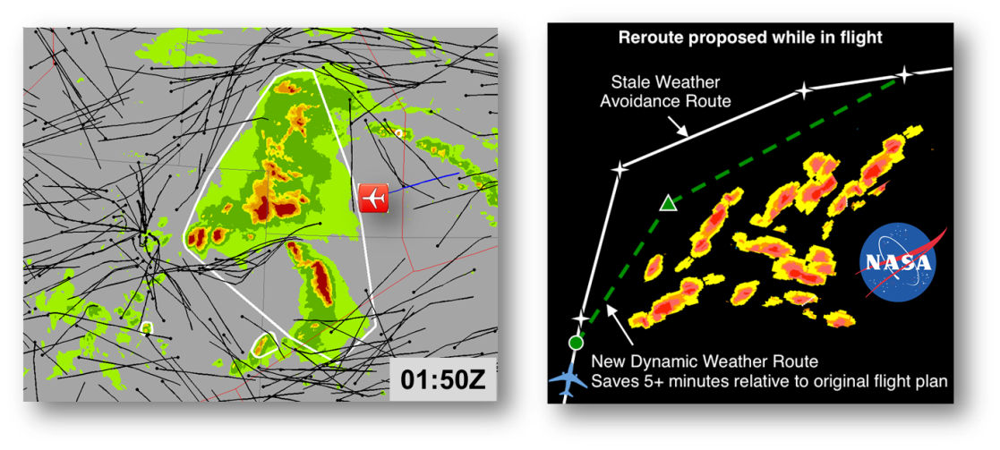 01:50Z
Reroute proposed while in flight
Stale Weather
Avoidance Route
NASA
New Dynamic Weather Route
Saves 5+ minutes relative to original flight plan